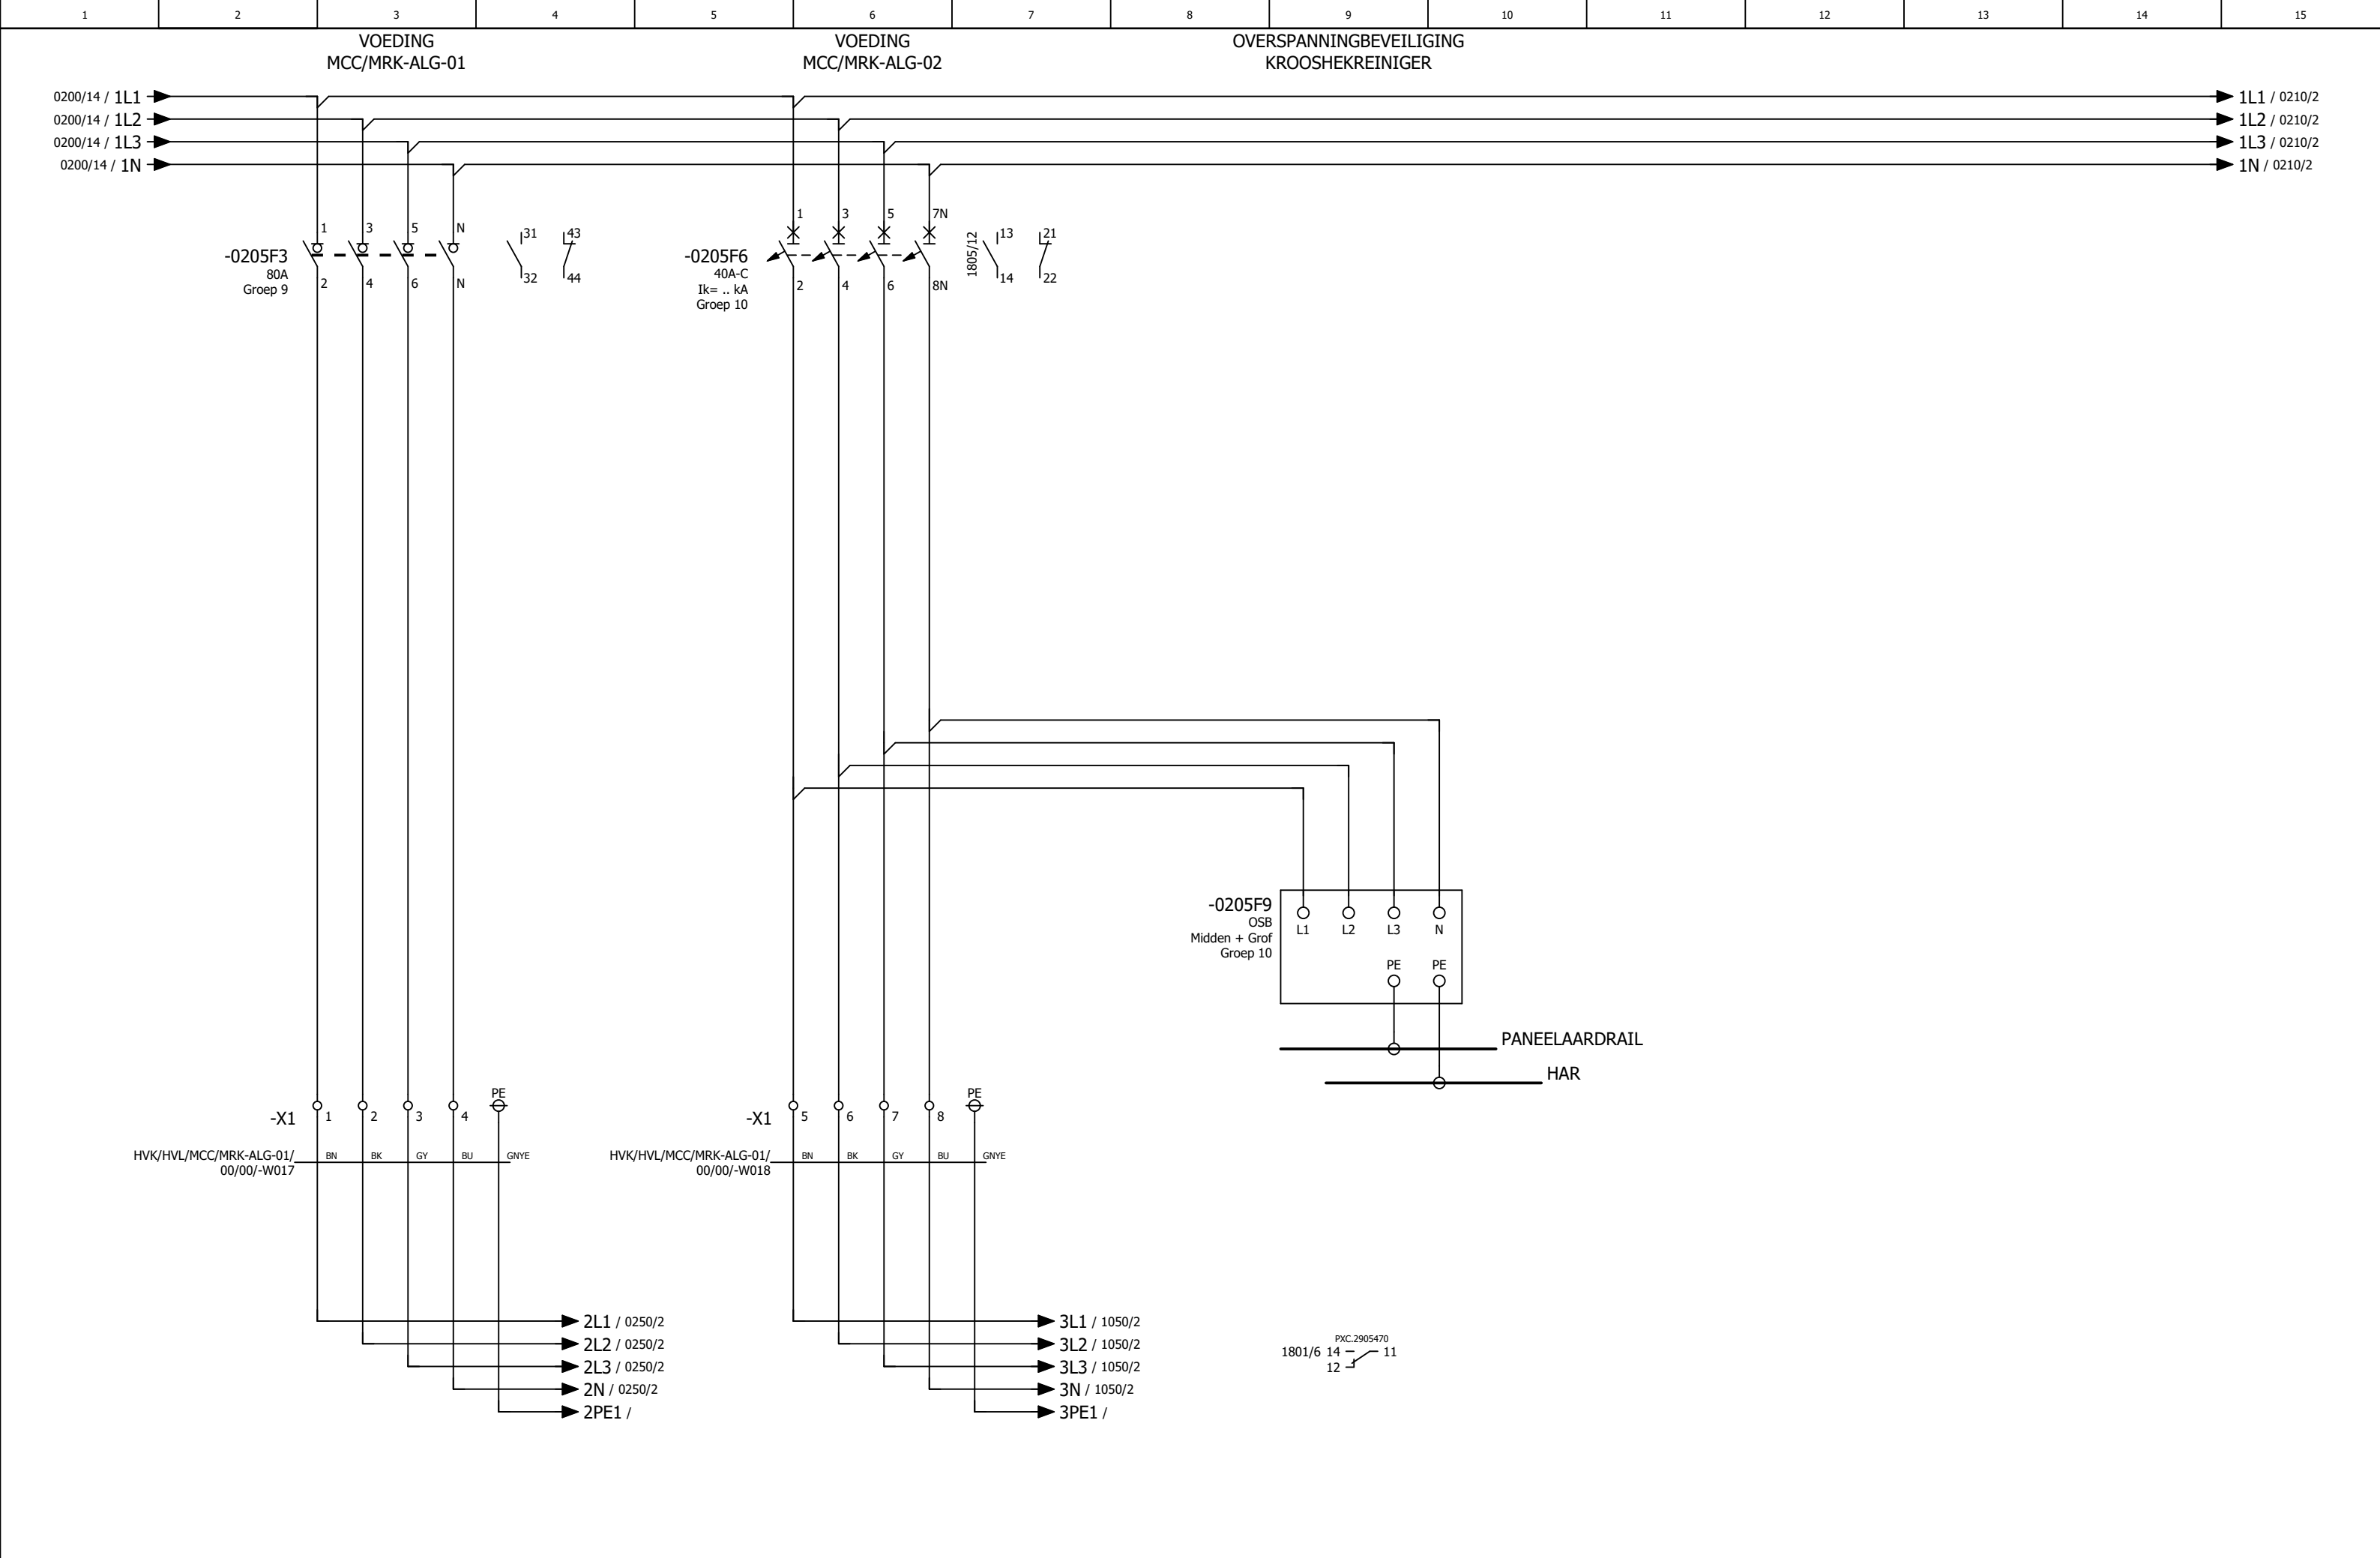 1 2 3 4 5 6 7 8 9 10 11 12 13 14 15
VOEDING
MCC/MRK-ALG-01
VOEDING
MCC/MRK-ALG-02
OVERSPANNINGBEVEILIGING
KROOSHEKREINIGER
0200/14 / 1L1
0200/14 / 1L2
0200/14 / 1L3
0200/14 / 1N
1L1 / 0210/2
1L2 / 0210/2
1L3 / 0210/2
1N / 0210/2
-0205F3
80A
Groep 9
1 3 5 N
2 4 6 N
31 43
32 44
-0205F6
40A-C
Ik= .. kA
Groep 10
1 3 5 7N
2 4 6 8N
1805/12
13 21
14 22
-0205F9
OSB
Midden + Grof
Groep 10
L1 L2 L3 N
PE PE
PANEELAARDRAIL
HAR
-X1
1 2 3 4 PE
HVK/HVL/MCC/MRK-ALG-01/
00/00/-W017
BN BK GY BU GNYE
-X1
5 6 7 8 PE
HVK/HVL/MCC/MRK-ALG-01/
00/00/-W018
BN BK GY BU GNYE
2L1 / 0250/2
2L2 / 0250/2
2L3 / 0250/2
2N / 0250/2
2PE1 /
3L1 / 1050/2
3L2 / 1050/2
3L3 / 1050/2
3N / 1050/2
3PE1 /
PXC.2905470
1801/6 14 11
12